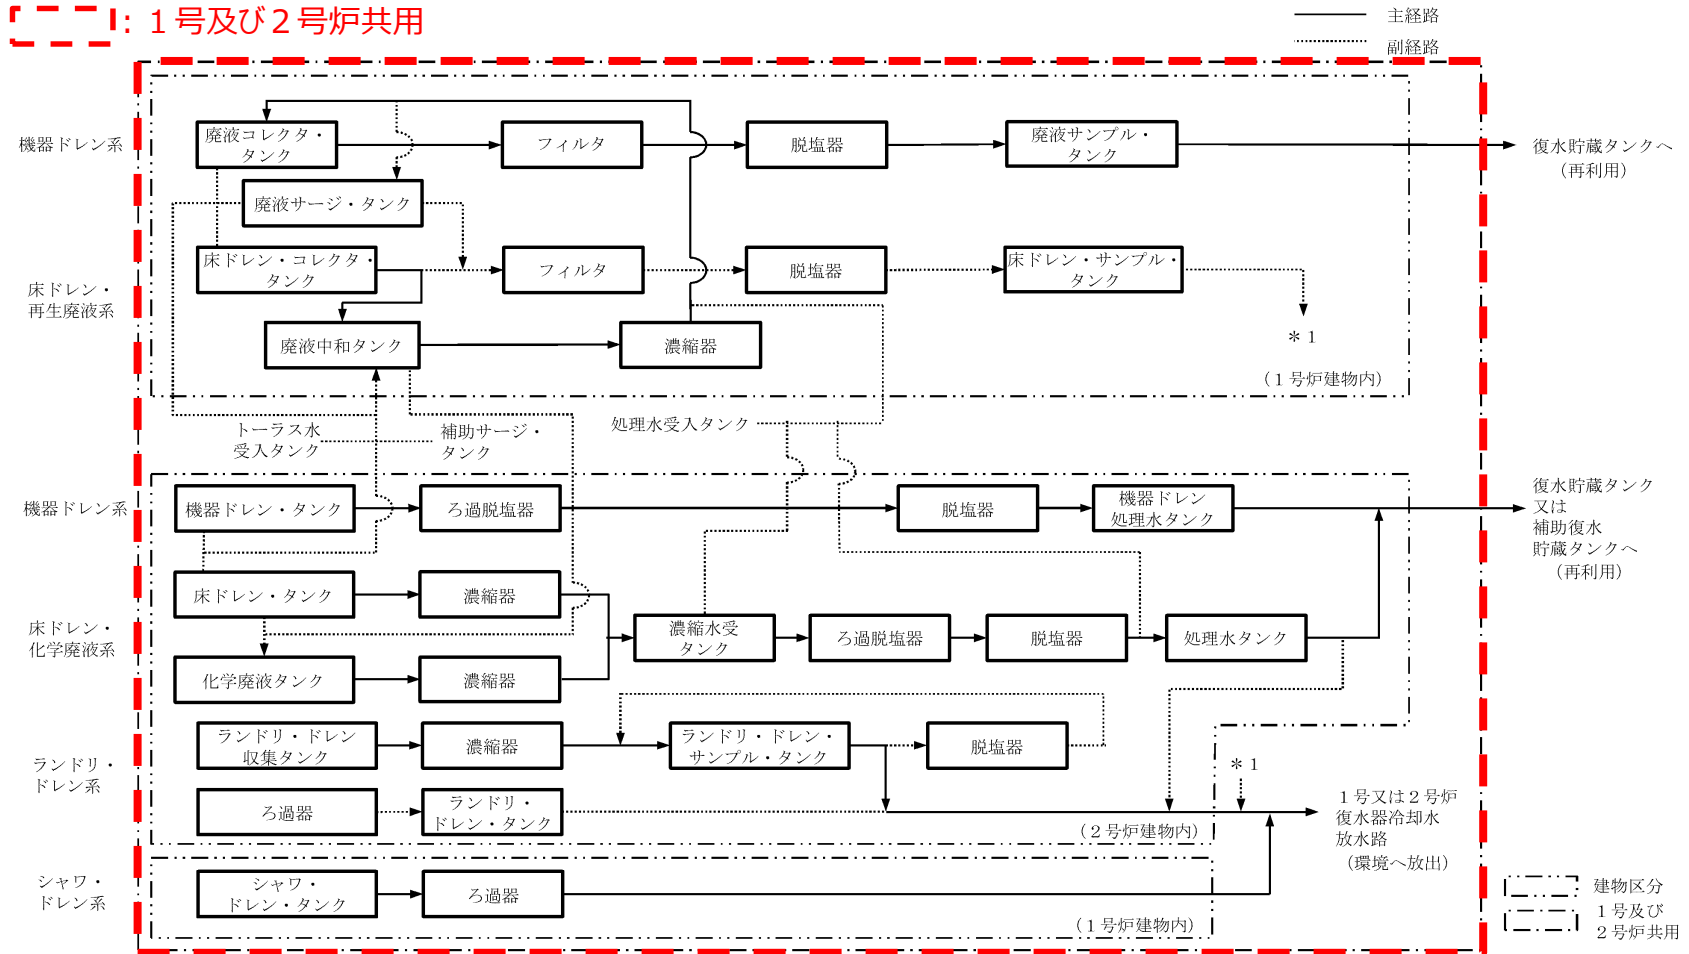 : 1号及び2号炉共用
主経路
副経路
機器ドレン系
廃液コレクタ・
タンク
フィルタ
脱塩器
廃液サンプル・
タンク
復水貯蔵タンクへ
(再利用)
廃液サージ・タンク
床ドレン・
再生廃液系
床ドレン・コレクタ・
タンク
フィルタ
脱塩器
床ドレン・サンプル・
タンク
*1
廃液中和タンク
濃縮器
(1号炉建物内)
トーラス水
受入タンク
補助サージ・
タンク
処理水受入タンク
機器ドレン系
機器ドレン・タンク
ろ過脱塩器
脱塩器
機器ドレン
処理水タンク
復水貯蔵タンク
又は
補助復水
貯蔵タンクへ
(再利用)
床ドレン・
化学廃液系
床ドレン・タンク
濃縮器
濃縮水受
タンク
ろ過脱塩器
脱塩器
処理水タンク
化学廃液タンク
濃縮器
ランドリ・
ドレン系
ランドリ・ドレン
収集タンク
濃縮器
ランドリ・ドレン・
サンプル・タンク
脱塩器
*1
ろ過器
ランドリ・
ドレン・タンク
(2号炉建物内)
1号又は2号炉
復水器冷却水
放水路
(環境へ放出)
シャワ・
ドレン系
シャワ・
ドレン・タンク
ろ過器
(1号炉建物内)
建物区分
1号及び
2号炉共用